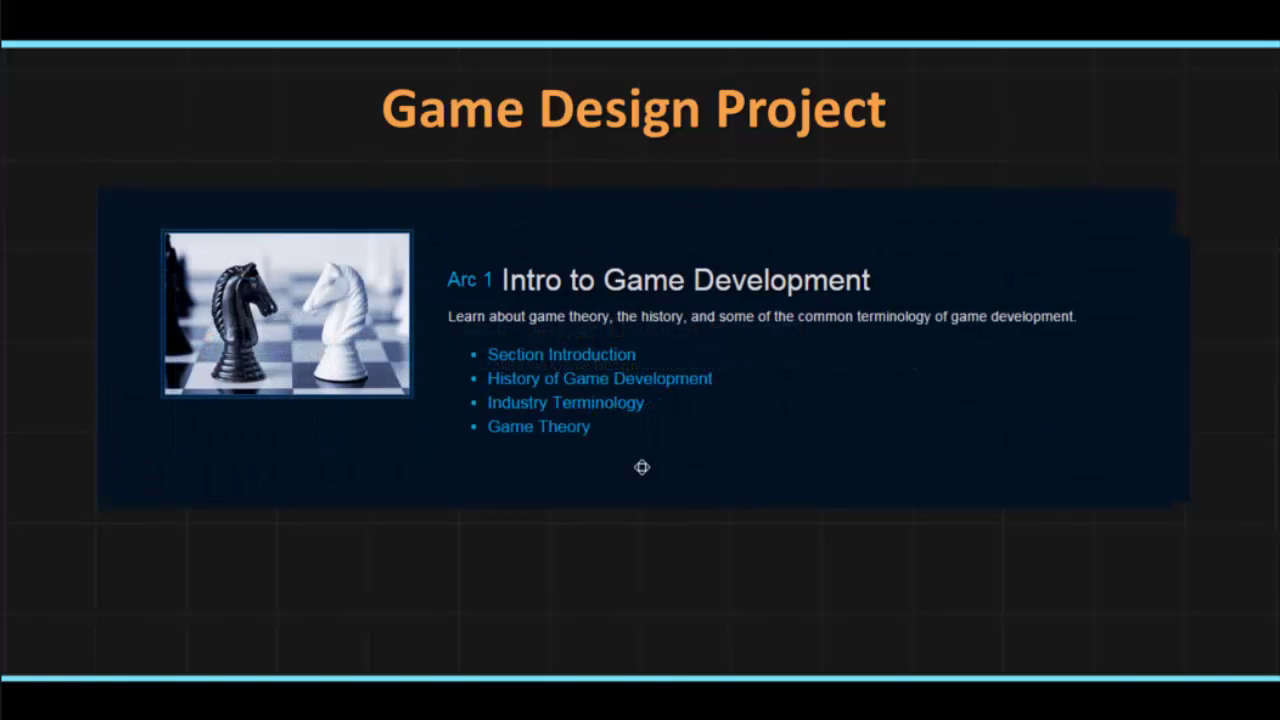 Game Design Project
Arc 1 Intro to Game Development
Learn about game theory, the history, and some of the common terminology of game development.
Section Introduction
History of Game Development
Industry Terminology
Game Theory